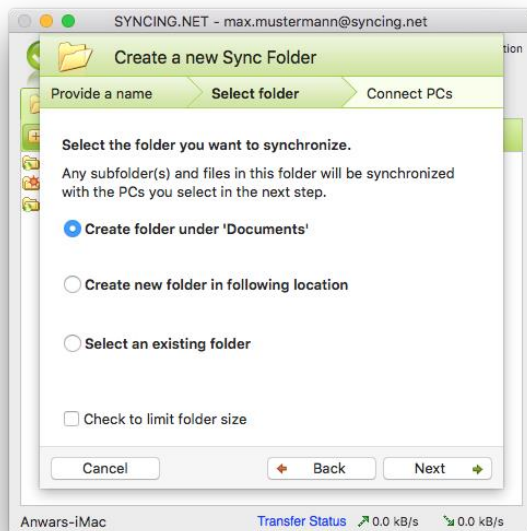 SYNCING.NET - max.mustermann@syncing.net
Create a new Sync Folder
Provide a name
Select folder
Connect PCs
Select the folder you want to synchronize.
Any subfolder(s) and files in this folder will be synchronized
with the PCs you select in the next step.
Create folder under 'Documents'
Create new folder in following location
Select an existing folder
Check to limit folder size
Cancel
Back
Next
Anwars-iMac
Transfer Status
0.0 kB/s
0.0 kB/s